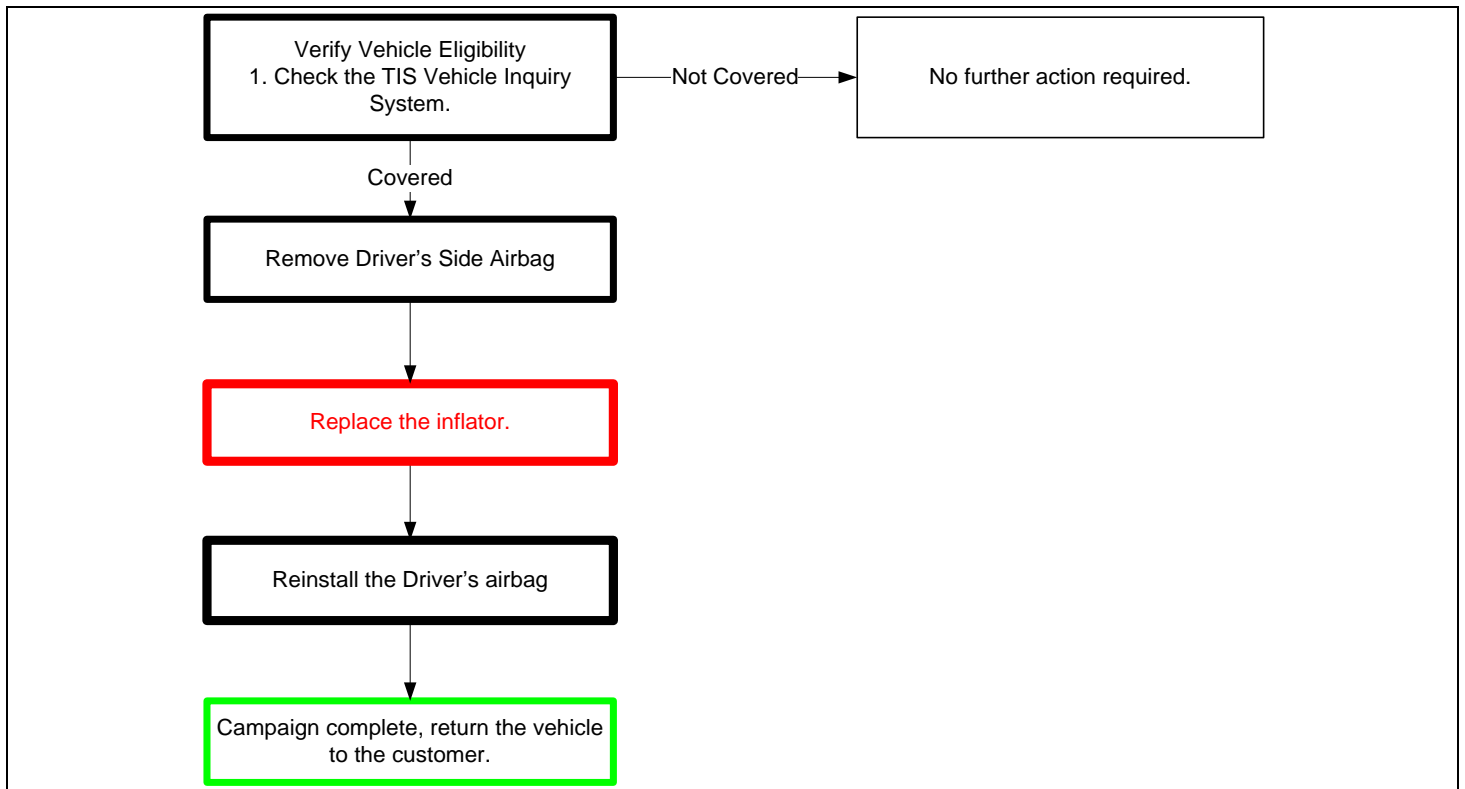 Verify Vehicle Eligibility
1. Check the TIS Vehicle Inquiry
System.
Not Covered
No further action required.
Covered
Remove Driver’s Side Airbag
Replace the inflator.
Reinstall the Driver’s airbag
Campaign complete, return the vehicle
to the customer.